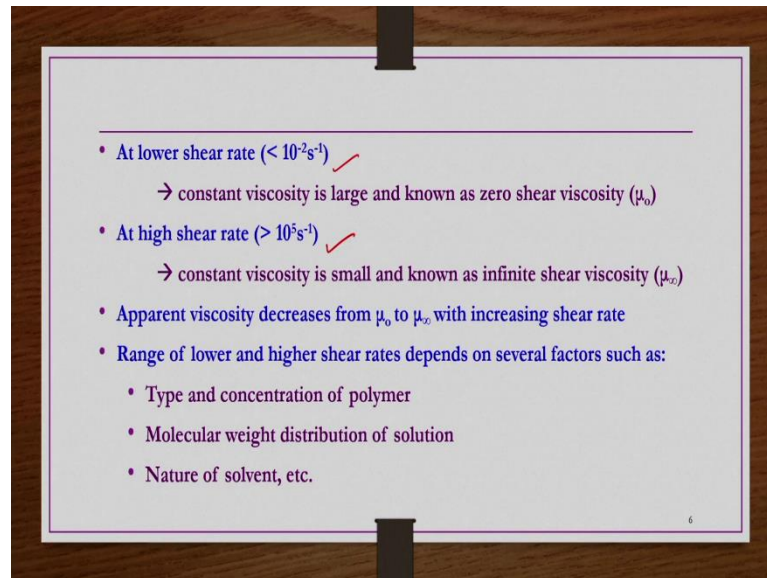 • At lower shear rate (< 10⁻²s⁻¹)
→ constant viscosity is large and known as zero shear viscosity (μₒ)
• At high shear rate (> 10⁵s⁻¹)
→ constant viscosity is small and known as infinite shear viscosity (μ∞)
• Apparent viscosity decreases from μₒ to μ∞ with increasing shear rate
• Range of lower and higher shear rates depends on several factors such as:
• Type and concentration of polymer
• Molecular weight distribution of solution
• Nature of solvent, etc.
6